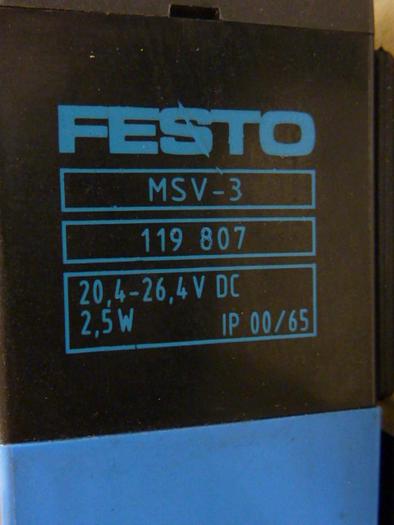 FESTO
MSV-3
119 807
20,4-26,4V DC
2,5W IP 00/65